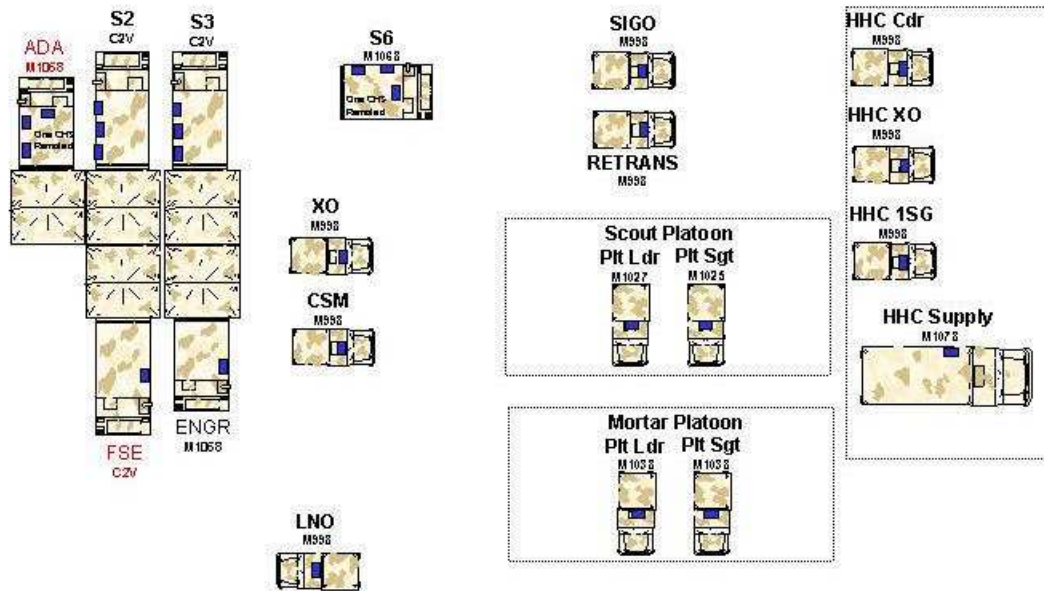 ADA
M1068
One CHS
Remoted
S2
C2V
S3
C2V
FSE
C2V
ENGR
M1068
S6
M1068
One CHS
Remoted
XO
M998
CSM
M998
LNO
M998
SIGO
M998
RETRANS
M998
Scout Platoon
Plt Ldr Plt Sgt
M1027 M1025
Mortar Platoon
Plt Ldr Plt Sgt
M1038 M1038
HHC Cdr
M998
HHC XO
M998
HHC 1SG
M998
HHC Supply
M1078